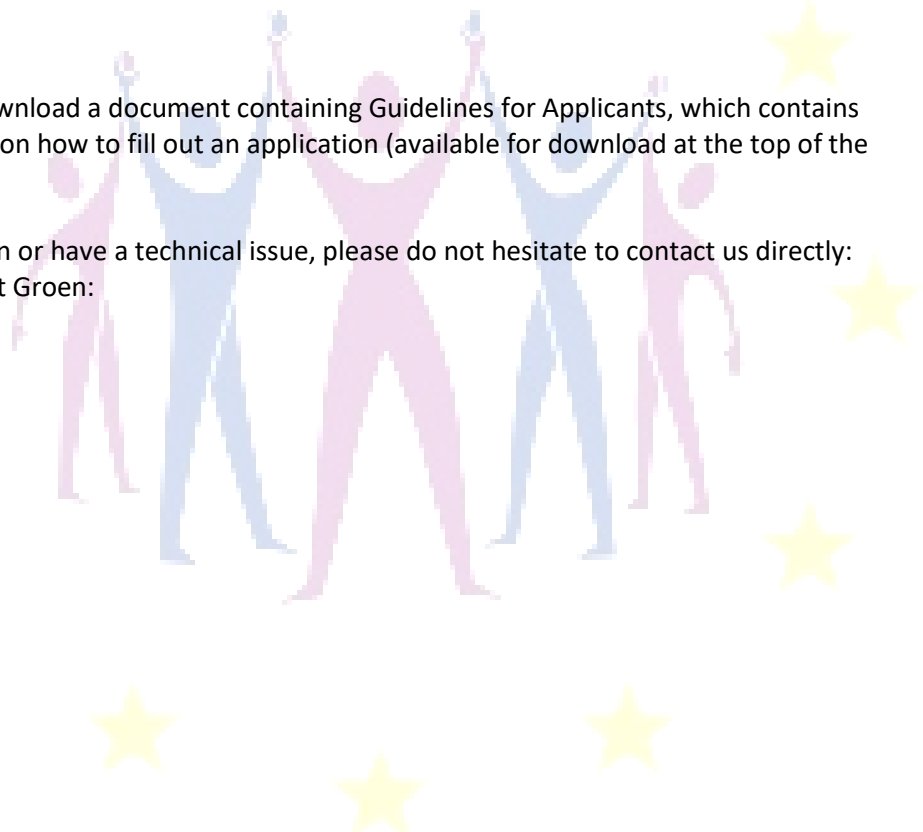 wnload a document containing Guidelines for Applicants, which contains
on how to fill out an application (available for download at the top of the
n or have a technical issue, please do not hesitate to contact us directly:
t Groen: